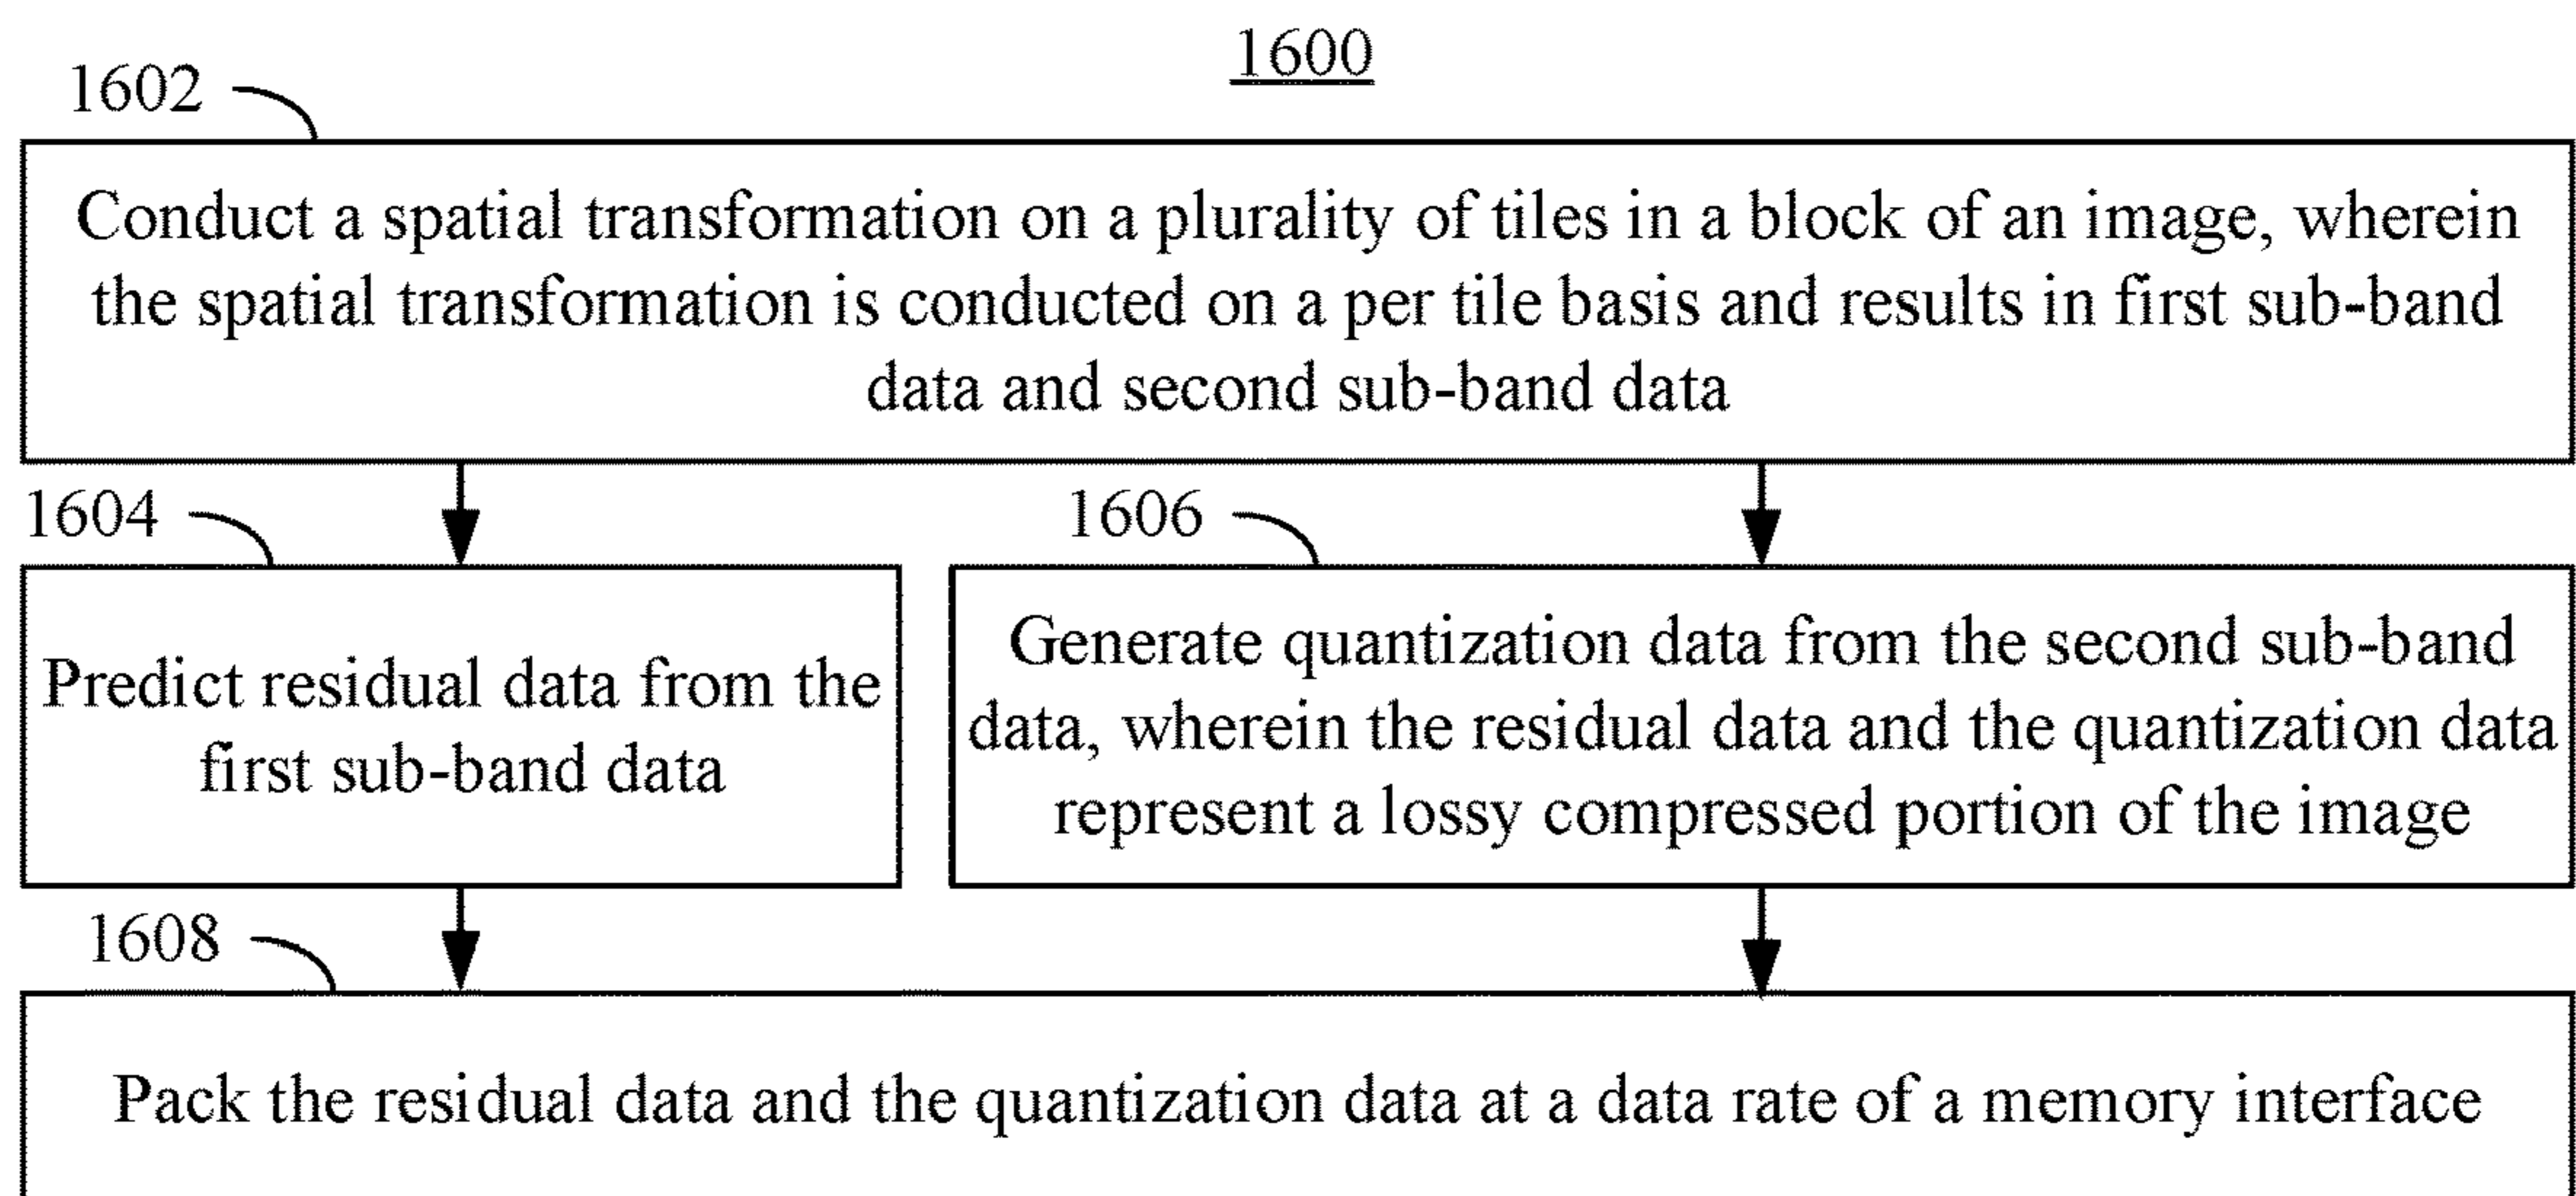 1600
1602
Conduct a spatial transformation on a plurality of tiles in a block of an image, wherein
the spatial transformation is conducted on a per tile basis and results in first sub-band
data and second sub-band data
1604
Predict residual data from the
first sub-band data
1606
Generate quantization data from the second sub-band
data, wherein the residual data and the quantization data
represent a lossy compressed portion of the image
1608
Pack the residual data and the quantization data at a data rate of a memory interface